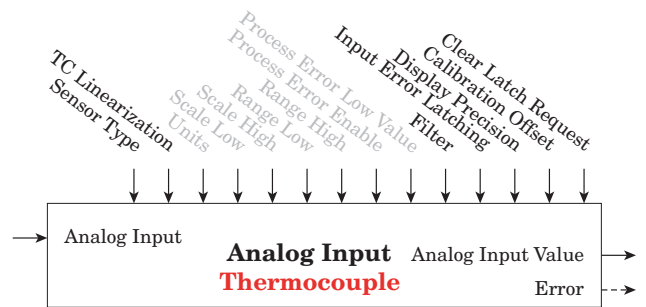 TC Linearization
Sensor Type
Process Error Low Value
Process Error Enable
Range High
Range Low
Scale High
Scale Low
Units
Clear Latch Request
Calibration Offset
Display Precision
Input Error Latching
Filter
Analog Input
Analog Input
Thermocouple
Analog Input Value
Error